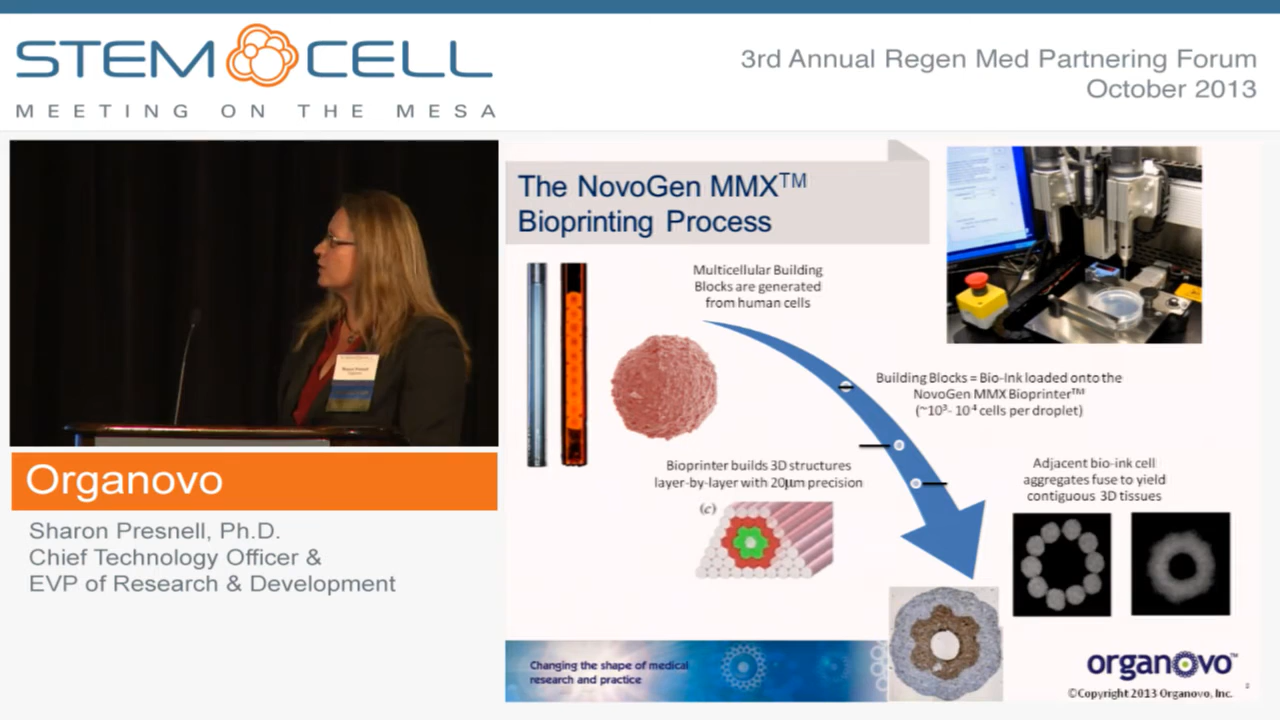 STEM CELL
MEETING ON THE MESA
3rd Annual Regen Med Partnering Forum
October 2013
The NovoGen MMX™
Bioprinting Process
Multicellular Building
Blocks are generated
from human cells
Building Blocks = Bio-Ink loaded onto the
NovoGen MMX Bioprinter™
(~10³- 10⁴ cells per droplet)
Bioprinter builds 3D structures
layer-by-layer with 20µm precision
(c)
Adjacent bio-ink cell
aggregates fuse to yield
contiguous 3D tissues
Changing the shape of medical
research and practice
organovo™
©Copyright 2013 Organovo, Inc.
Organovo
Sharon Presnell, Ph.D.
Chief Technology Officer &
EVP of Research & Development